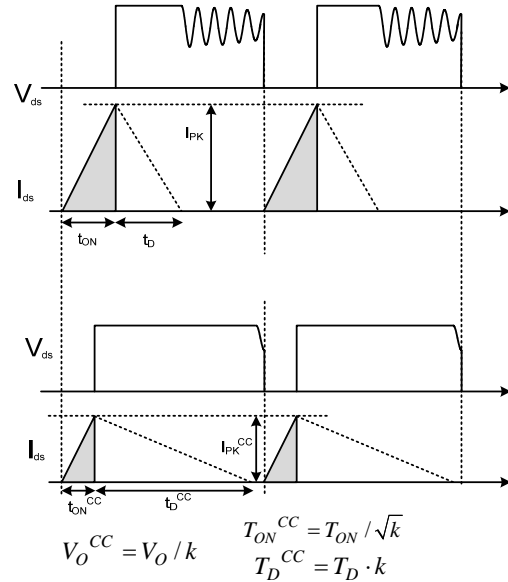 V_ds
I_PK
I_ds
t_ON t_D
V_ds
I_ds
I_PK^CC
t_ON^CC t_D^CC
V_O^CC = V_O / k
T_ON^CC = T_ON / √k
T_D^CC = T_D · k